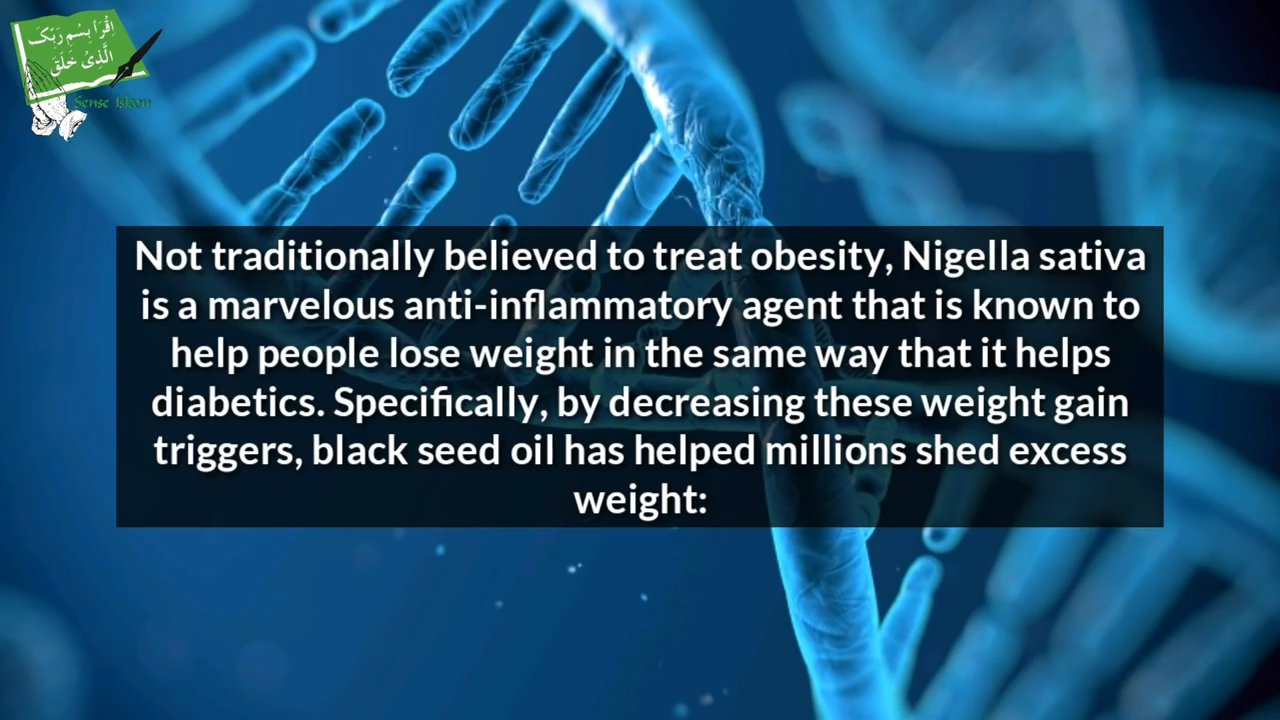 اقْرَأْ بِسْمِ رَبِّكَ
الَّذِىْ خَلَقَ
Sense Islam
Not traditionally believed to treat obesity, Nigella sativa
is a marvelous anti-inflammatory agent that is known to
help people lose weight in the same way that it helps
diabetics. Specifically, by decreasing these weight gain
triggers, black seed oil has helped millions shed excess
weight: